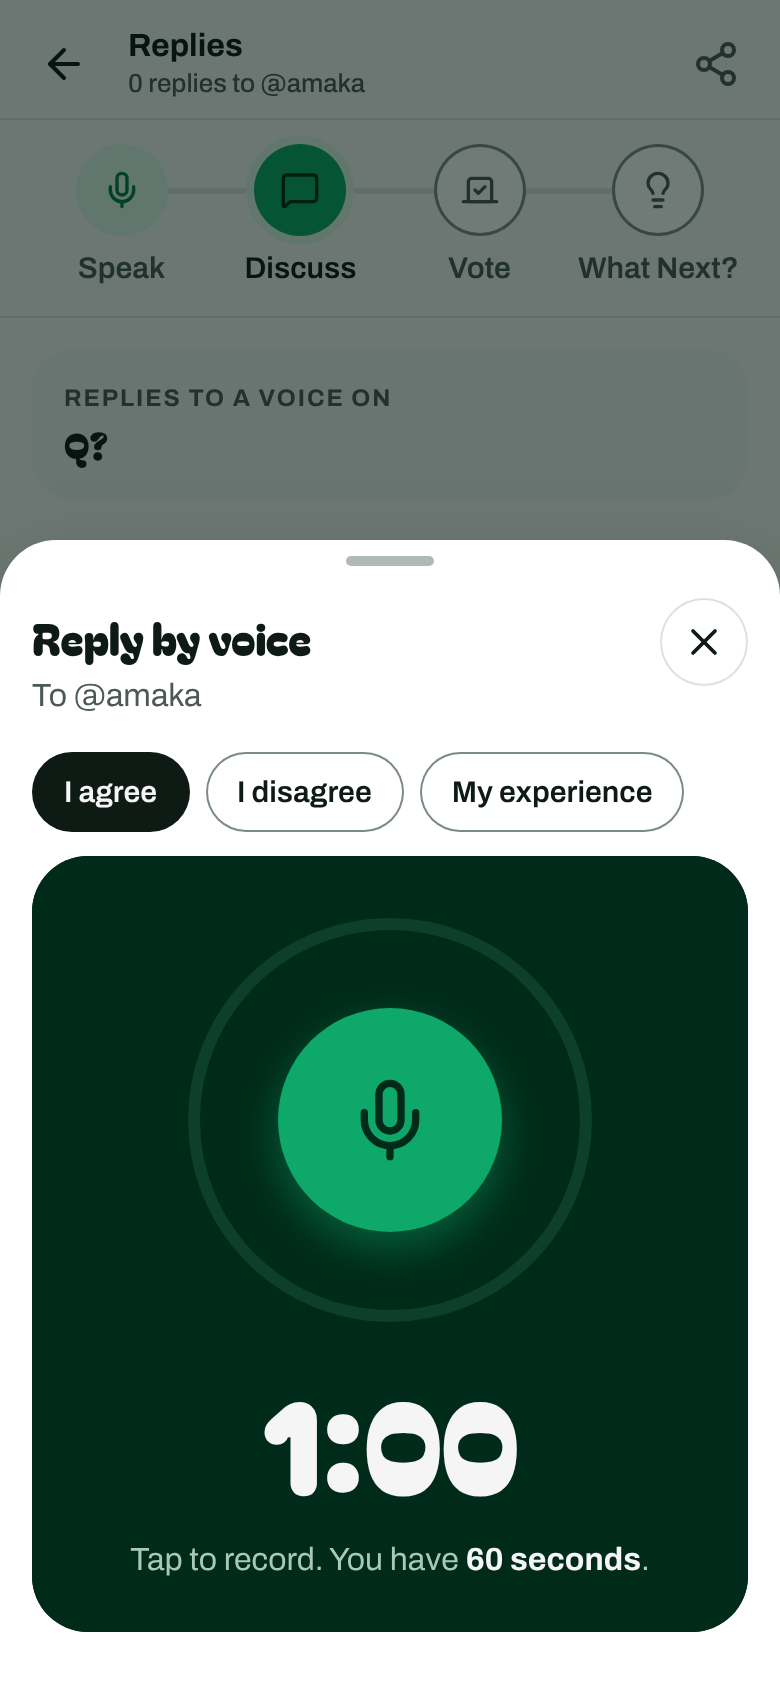 Replies
0 replies to @amaka
Speak
Discuss
Vote
What Next?
REPLIES TO A VOICE ON
Q?
Reply by voice
To @amaka
I agree
I disagree
My experience
1:00
Tap to record. You have 60 seconds.